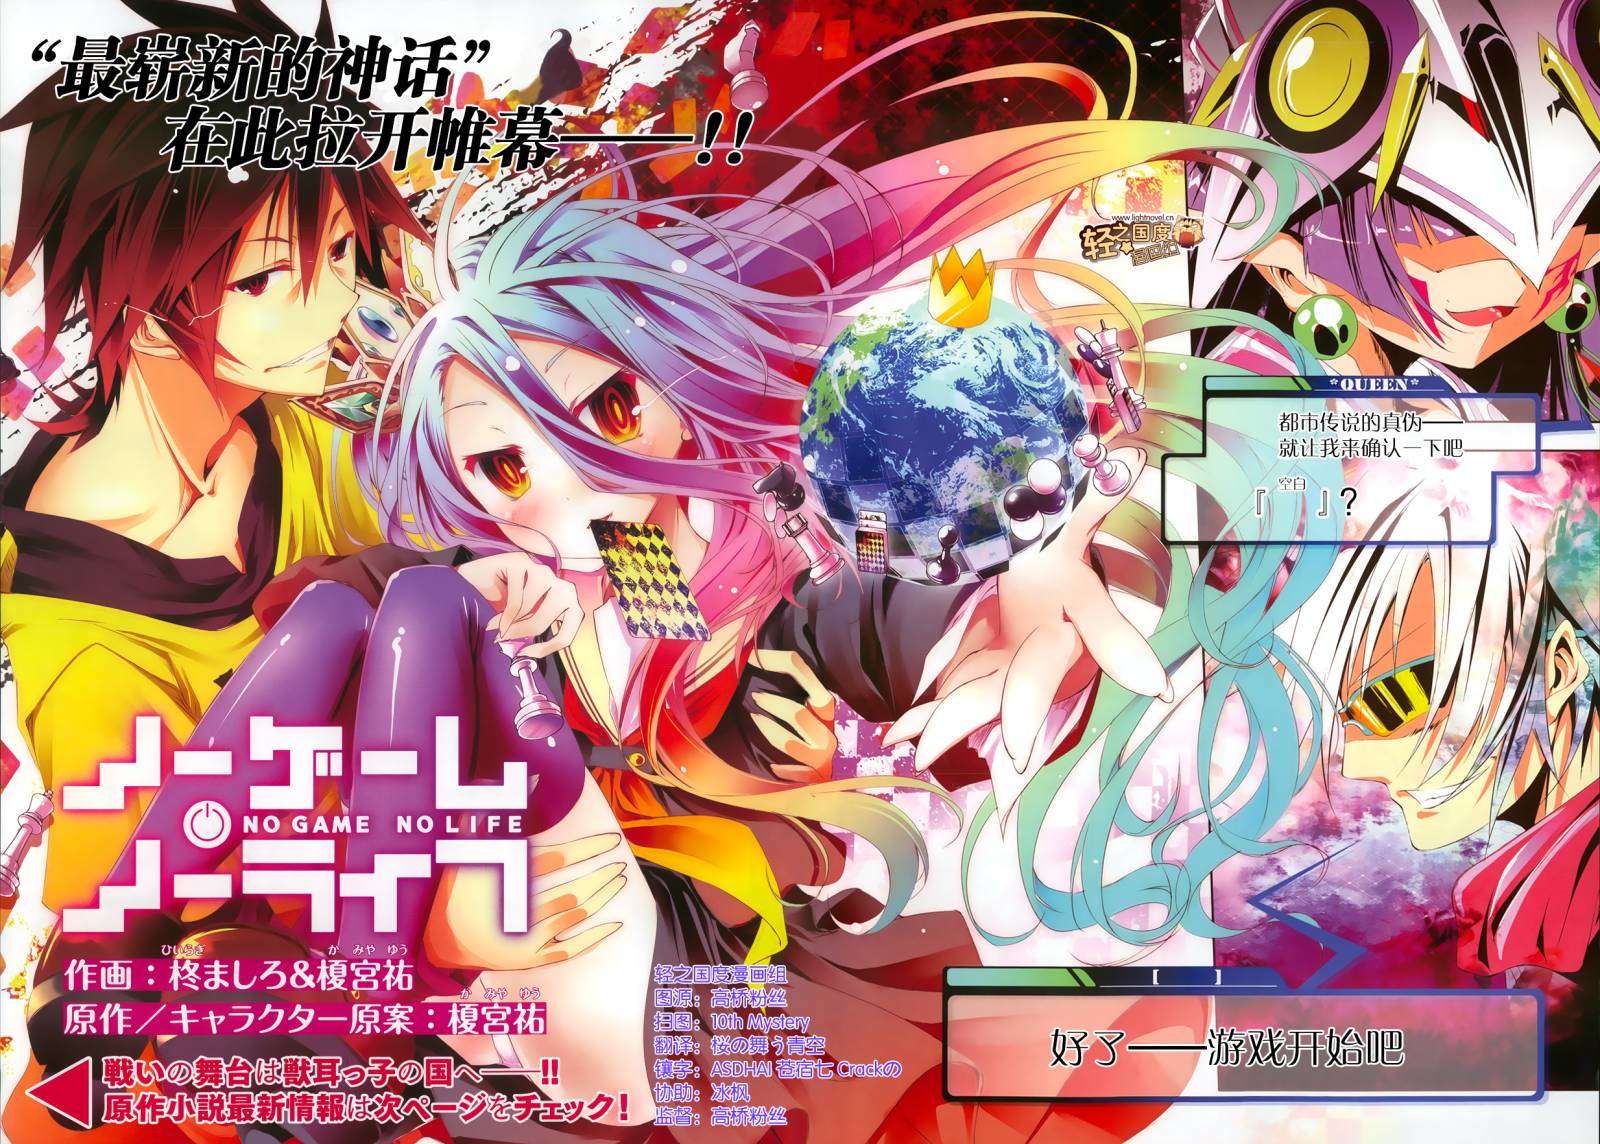 “最崭新的神话”
在此拉开帷幕——!!
www.lightnovel.cn
轻之国度
*QUEEN*
都市传说的真伪——
就让我来确认一下吧
空白
『　』?
ノーゲーム
NO GAME NO LIFE
ノーライフ
ひいらぎ か みや ゆう
作画：柊ましろ&榎宮祐
か みや ゆう
原作／キャラクター原案：榎宮祐
戦いの舞台は獣耳っ子の国へ——!!
原作小説最新情報は次ページをチェック!
轻之国度漫画组
图源：高桥粉丝
扫图：10th Mystery
翻译：桜の舞う青空
镶字：ASDHAI 苍宿七 Crackの
协助：冰枫
监督：高桥粉丝
【　】
好了——游戏开始吧